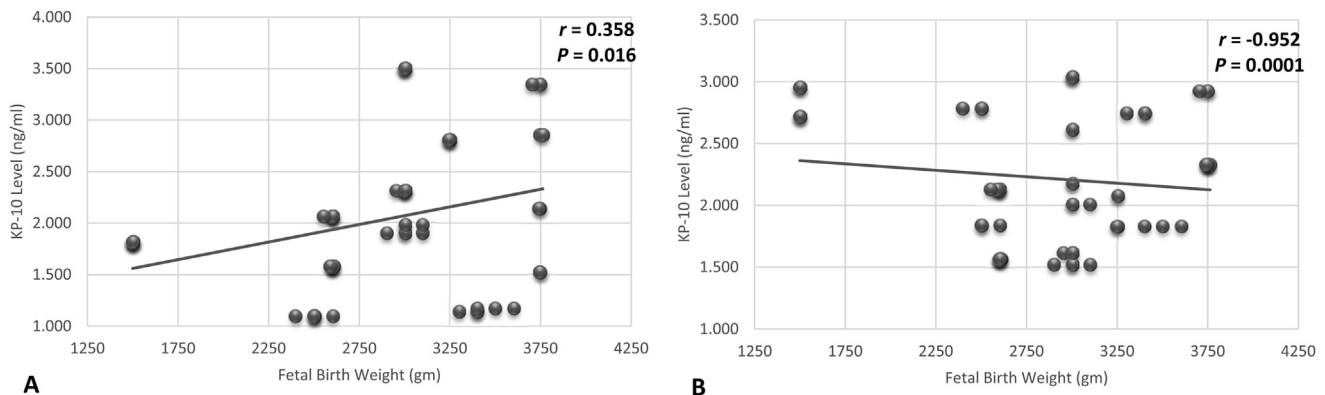 4.000
3.500
3.000
2.500
2.000
1.500
1.000
KP-10 Level (ng/ml)
r = 0.358
P = 0.016
1250 1750 2250 2750 3250 3750 4250
Fetal Birth Weight (gm)
A
3.500
3.000
2.500
2.000
1.500
1.000
KP-10 Level (ng/ml)
r = -0.952
P = 0.0001
1250 1750 2250 2750 3250 3750 4250
Fetal Birth Weight (gm)
B